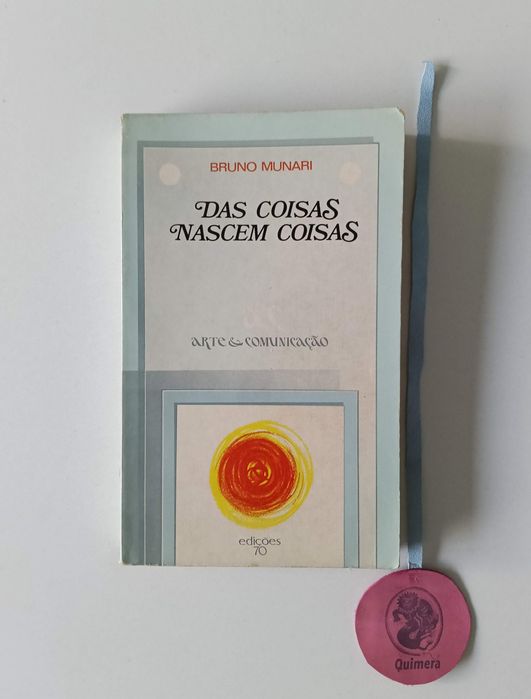 BRUNO MUNARI
DAS COISAS
NASCEM COISAS
ARTE & COMUNICAÇÃO
edições
70
Quimera